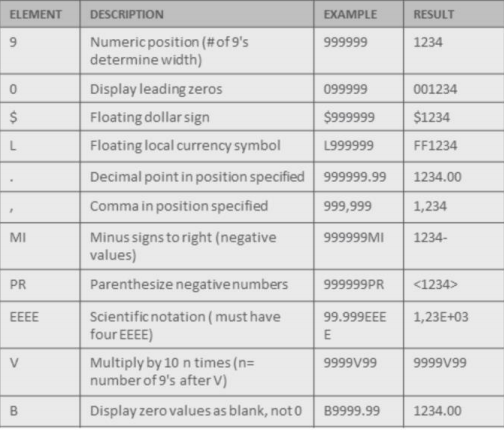 ELEMENT DESCRIPTION EXAMPLE RESULT
9 Numeric position (# of 9's 999999 1234
determine width)
0 Display leading zeros 099999 001234
$ Floating dollar sign $999999 $1234
L Floating local currency symbol L999999 FF1234
. Decimal point in position specified 999999.99 1234.00
, Comma in position specified 999,999 1,234
MI Minus signs to right (negative 999999MI 1234-
values)
PR Parenthesize negative numbers 999999PR <1234>
EEEE Scientific notation ( must have 99.999EEE 1,23E+03
four EEEE) E
V Multiply by 10 n times (n= 9999V99 9999V99
number of 9's after V)
B Display zero values as blank, not 0 B9999.99 1234.00